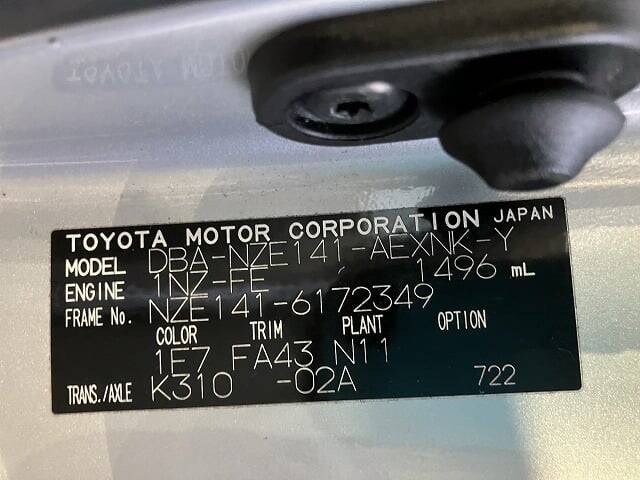 TOYOTA MOTOR CORPORATION JAPAN
MODEL DBA-NZE141-AEXNK-Y
ENGINE 1NZ-FE 1496 mL
FRAME No. NZE141-6172349
COLOR TRIM PLANT OPTION
1E7 FA43 N11
TRANS./AXLE K310 -02A 722